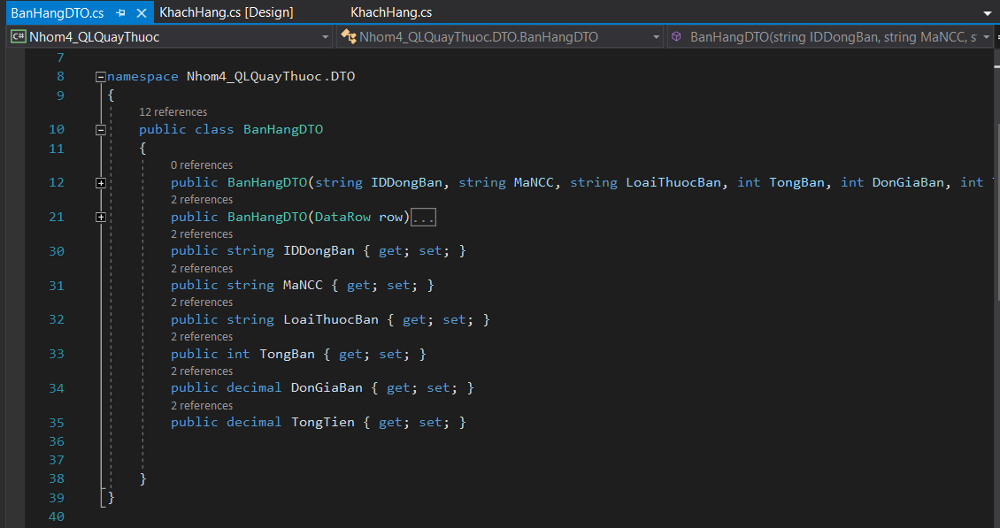 BanHangDTO.cs KhachHang.cs [Design] KhachHang.cs
C# Nhom4_QLQuayThuoc Nhom4_QLQuayThuoc.DTO.BanHangDTO BanHangDTO(string IDDongBan, string MaNCC, s
7
8 namespace Nhom4_QLQuayThuoc.DTO
9 {
12 references
10 public class BanHangDTO
11 {
0 references
12 public BanHangDTO(string IDDongBan, string MaNCC, string LoaiThuocBan, int TongBan, int DonGiaBan, int
2 references
21 public BanHangDTO(DataRow row)...
2 references
30 public string IDDongBan { get; set; }
2 references
31 public string MaNCC { get; set; }
2 references
32 public string LoaiThuocBan { get; set; }
2 references
33 public int TongBan { get; set; }
2 references
34 public decimal DonGiaBan { get; set; }
2 references
35 public decimal TongTien { get; set; }
36
37
38 }
39 }
40